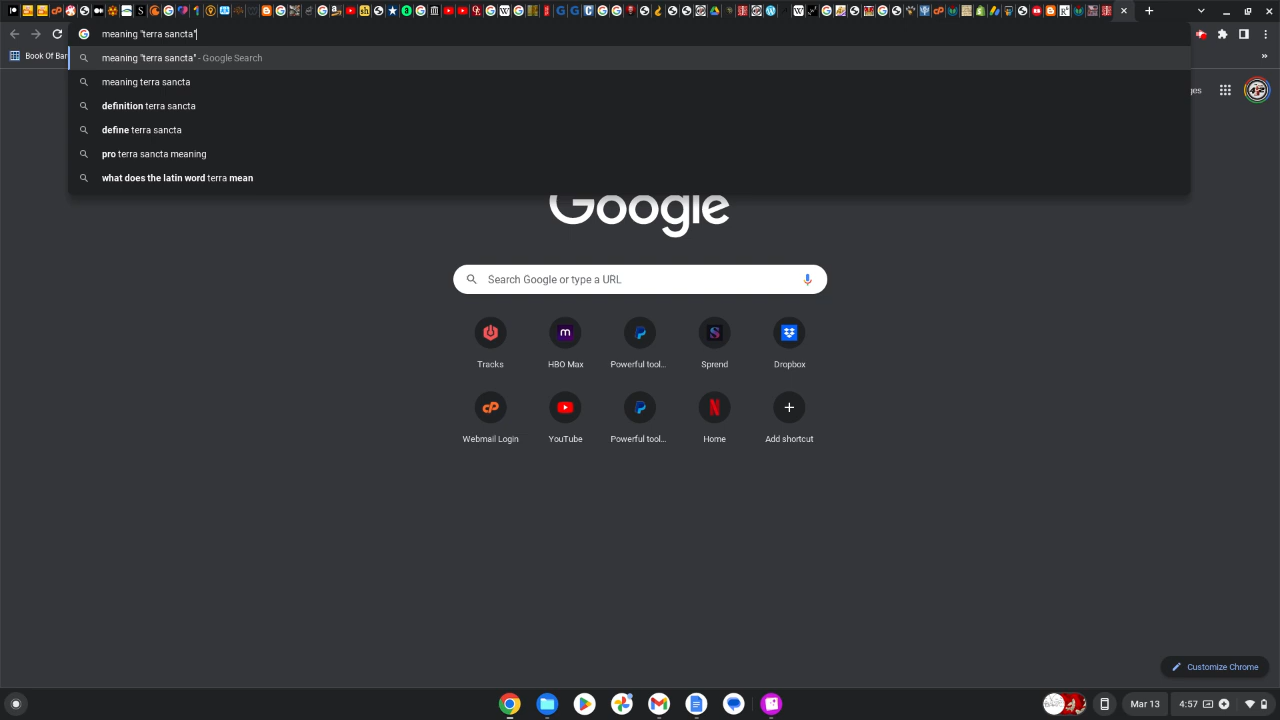 meaning "terra sancta"
Book Of Bar
meaning "terra sancta" - Google Search
meaning terra sancta
definition terra sancta
define terra sancta
pro terra sancta meaning
what does the latin word terra mean
»
ges
Google
Search Google or type a URL
Tracks
HBO Max
Powerful tool...
Sprend
Dropbox
Webmail Login
YouTube
Powerful tool...
Home
Add shortcut
Customize Chrome
Mar 13
4:57